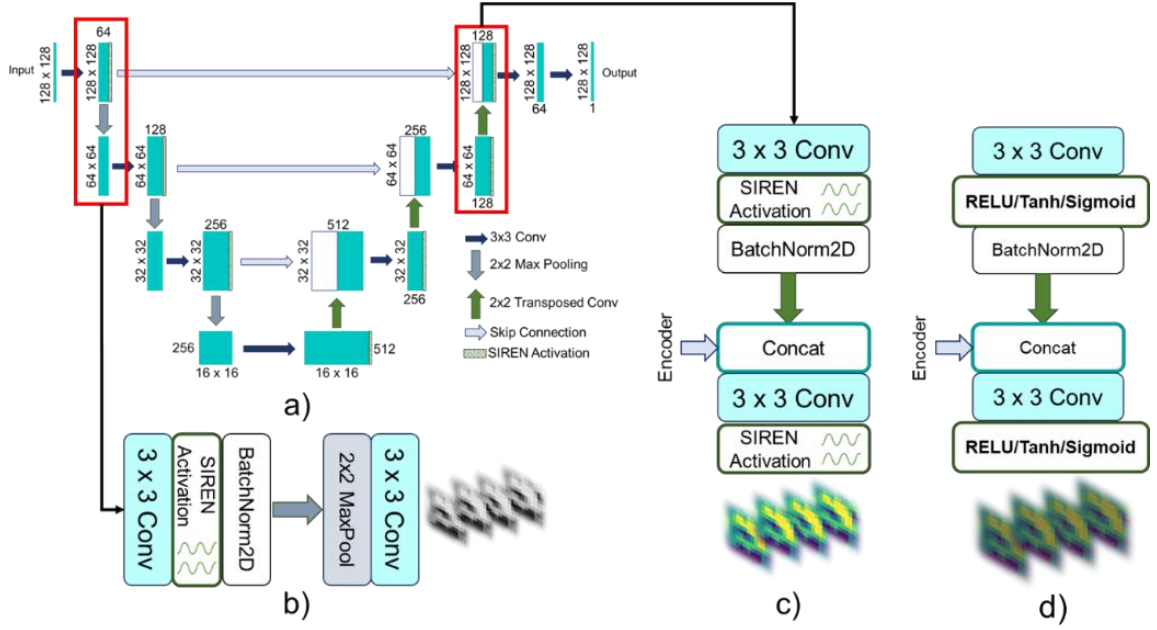 64
Input
128 x 128
128 x 128
128
128 x 128
128 x 128
64
128 x 128
1
Output
64 x 64
128
64 x 64
256
64 x 64
64 x 64
128
32 x 32
256
32 x 32
512
32 x 32
32 x 32
256
256
16 x 16
16 x 16
512
3x3 Conv
2x2 Max Pooling
2x2 Transposed Conv
Skip Connection
SIREN Activation
a)
3 x 3 Conv
SIREN
Activation
BatchNorm2D
2x2 MaxPool
3 x 3 Conv
b)
3 x 3 Conv
SIREN
Activation
BatchNorm2D
Encoder
Concat
3 x 3 Conv
SIREN
Activation
c)
3 x 3 Conv
RELU/Tanh/Sigmoid
BatchNorm2D
Encoder
Concat
3 x 3 Conv
RELU/Tanh/Sigmoid
d)